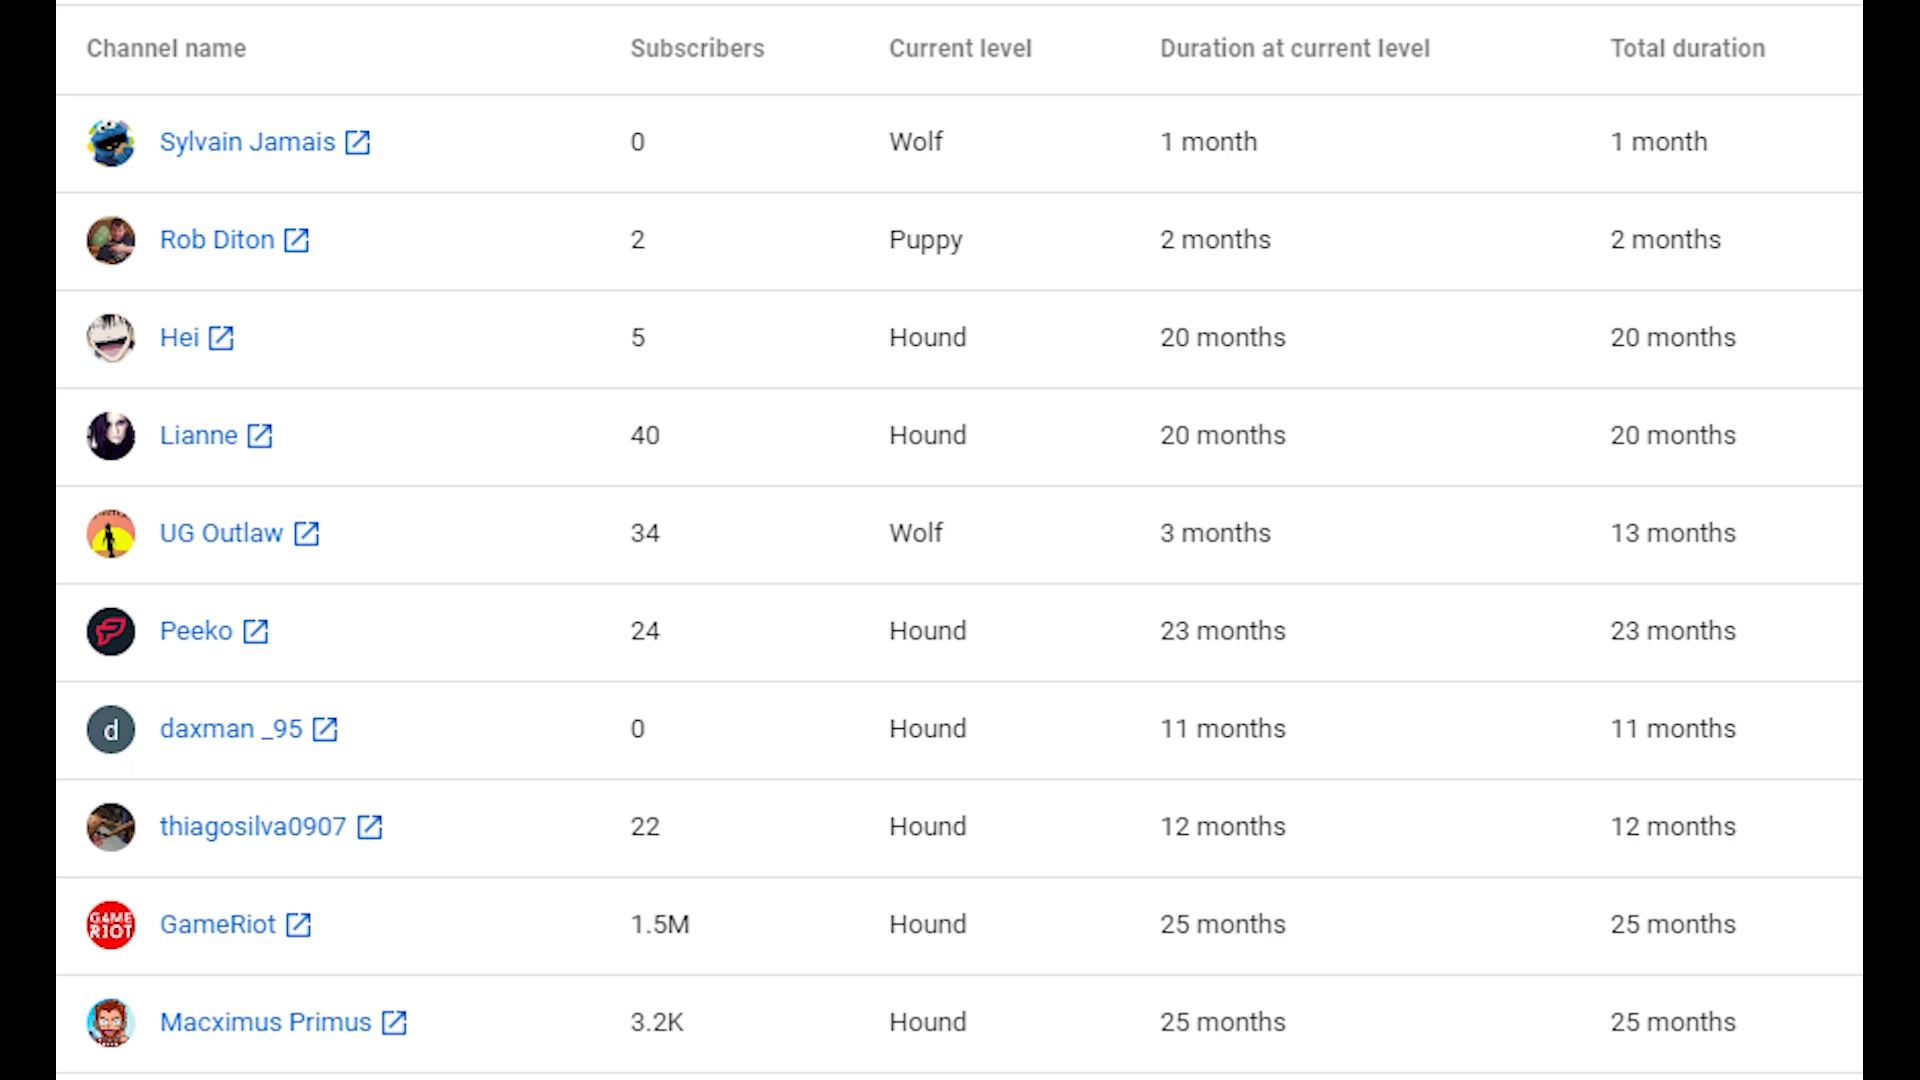 Channel name Subscribers Current level Duration at current level Total duration
Sylvain Jamais 0 Wolf 1 month 1 month
Rob Diton 2 Puppy 2 months 2 months
Hei 5 Hound 20 months 20 months
Lianne 40 Hound 20 months 20 months
UG Outlaw 34 Wolf 3 months 13 months
Peeko 24 Hound 23 months 23 months
d daxman _95 0 Hound 11 months 11 months
thiagosilva0907 22 Hound 12 months 12 months
GAME
RIOT
GameRiot 1.5M Hound 25 months 25 months
Macximus Primus 3.2K Hound 25 months 25 months